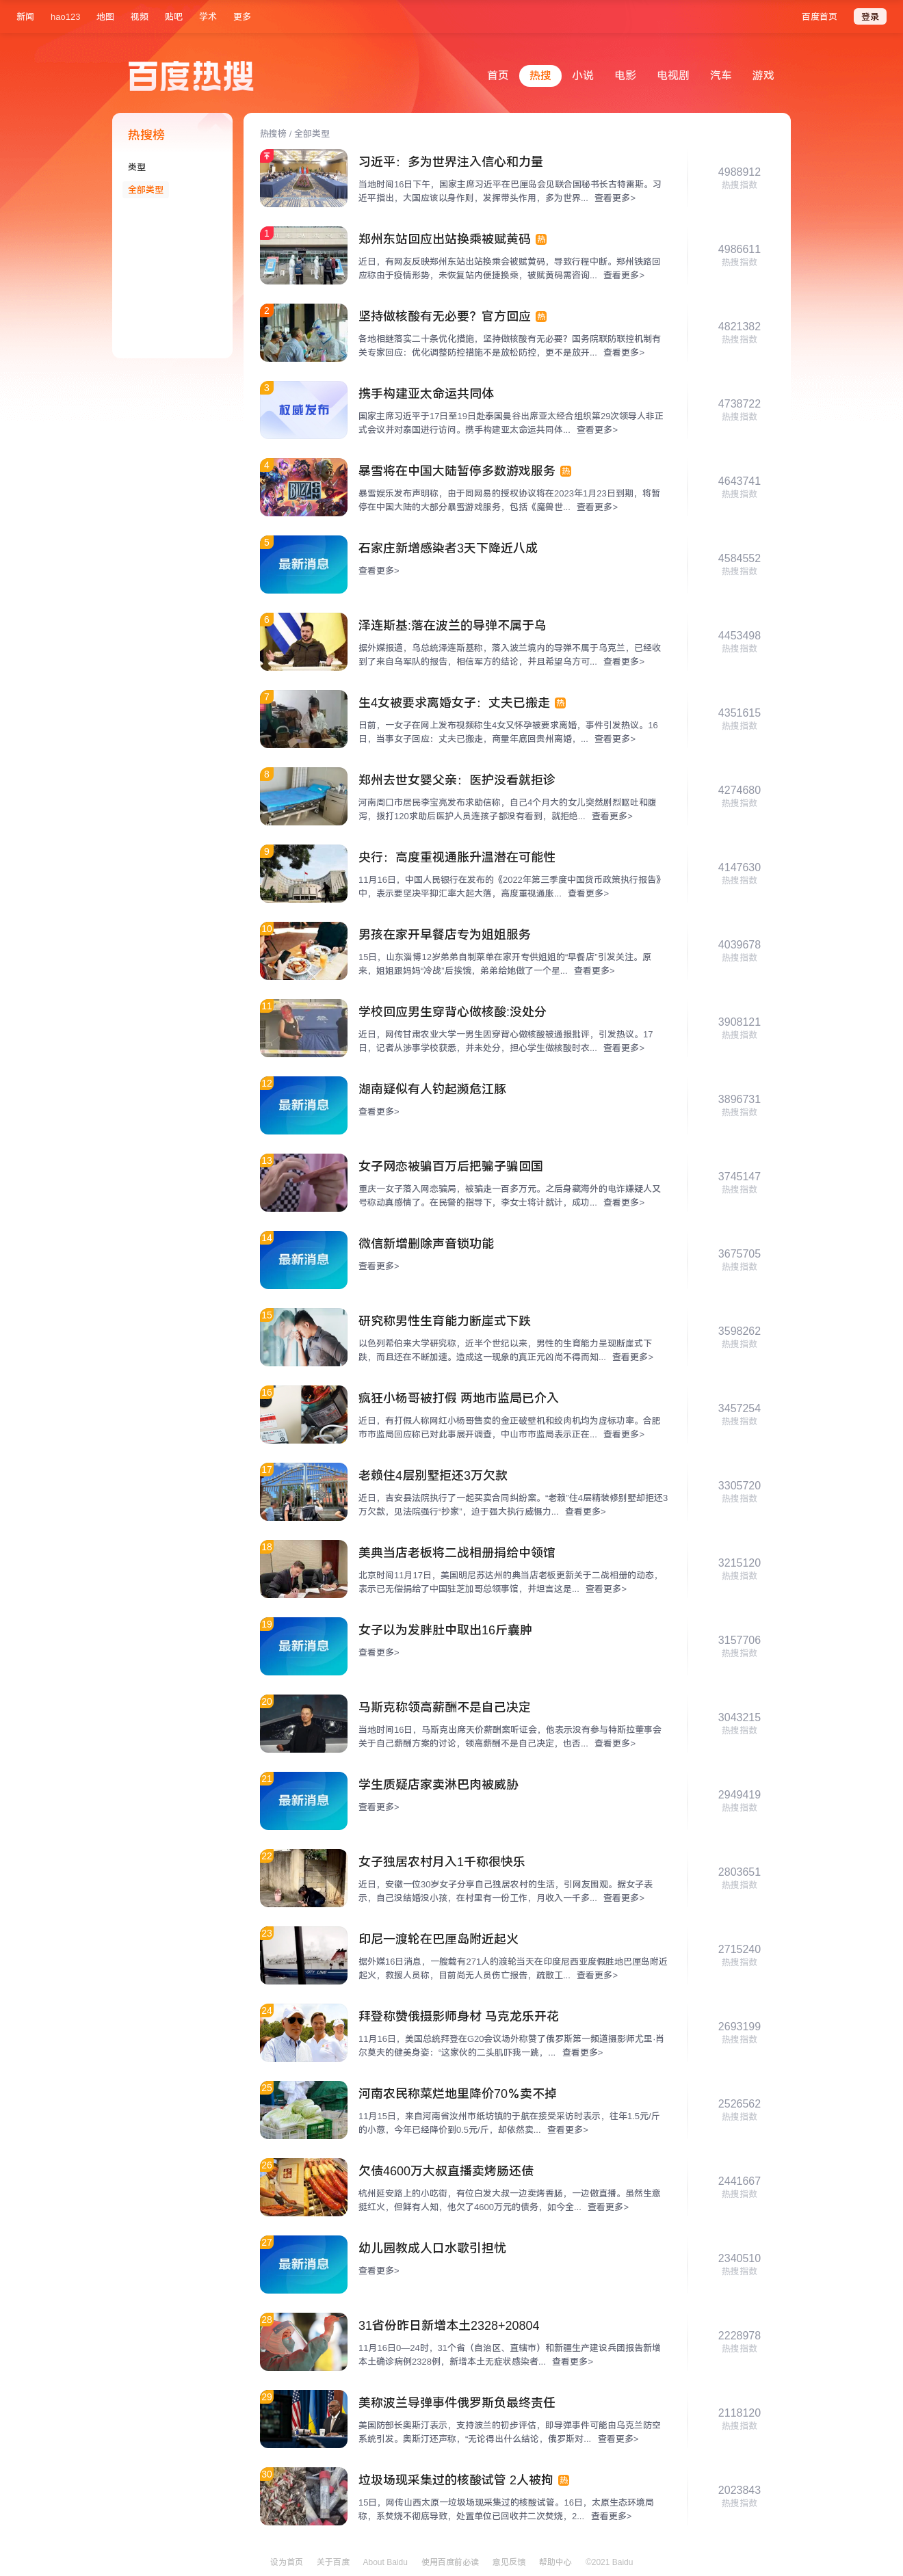 新闻 hao123 地图 视频 贴吧 学术 更多 百度首页 登录
百度热搜
首页 热搜 小说 电影 电视剧 汽车 游戏
热搜榜
类型
全部类型
热搜榜 / 全部类型
习近平：多为世界注入信心和力量
当地时间16日下午，国家主席习近平在巴厘岛会见联合国秘书长古特雷斯。习
近平指出，大国应该以身作则，发挥带头作用，多为世界... 查看更多>
4988912
热搜指数
1
郑州东站回应出站换乘被赋黄码 热
近日，有网友反映郑州东站出站换乘会被赋黄码，导致行程中断。郑州铁路回
应称由于疫情形势，未恢复站内便捷换乘，被赋黄码需咨询... 查看更多>
4986611
热搜指数
2
坚持做核酸有无必要？官方回应 热
各地相继落实二十条优化措施，坚持做核酸有无必要？国务院联防联控机制有
关专家回应：优化调整防控措施不是放松防控，更不是放开... 查看更多>
4821382
热搜指数
3
权威发布
携手构建亚太命运共同体
国家主席习近平于17日至19日赴泰国曼谷出席亚太经合组织第29次领导人非正
式会议并对泰国进行访问。携手构建亚太命运共同体... 查看更多>
4738722
热搜指数
4
暴雪将在中国大陆暂停多数游戏服务 热
暴雪娱乐发布声明称，由于同网易的授权协议将在2023年1月23日到期，将暂
停在中国大陆的大部分暴雪游戏服务，包括《魔兽世... 查看更多>
4643741
热搜指数
5
最新消息
石家庄新增感染者3天下降近八成
查看更多>
4584552
热搜指数
6
泽连斯基:落在波兰的导弹不属于乌
据外媒报道，乌总统泽连斯基称，落入波兰境内的导弹不属于乌克兰，已经收
到了来自乌军队的报告，相信军方的结论，并且希望乌方可... 查看更多>
4453498
热搜指数
7
生4女被要求离婚女子：丈夫已搬走 热
日前，一女子在网上发布视频称生4女又怀孕被要求离婚，事件引发热议。16
日，当事女子回应：丈夫已搬走，商量年底回贵州离婚，... 查看更多>
4351615
热搜指数
8
郑州去世女婴父亲：医护没看就拒诊
河南周口市居民李宝亮发布求助信称，自己4个月大的女儿突然剧烈呕吐和腹
泻，拨打120求助后医护人员连孩子都没有看到，就拒绝... 查看更多>
4274680
热搜指数
9
央行：高度重视通胀升温潜在可能性
11月16日，中国人民银行在发布的《2022年第三季度中国货币政策执行报告》
中，表示要坚决平抑汇率大起大落，高度重视通胀... 查看更多>
4147630
热搜指数
10
男孩在家开早餐店专为姐姐服务
15日，山东淄博12岁弟弟自制菜单在家开专供姐姐的“早餐店”引发关注。原
来，姐姐跟妈妈“冷战”后挨饿，弟弟给她做了一个星... 查看更多>
4039678
热搜指数
11
学校回应男生穿背心做核酸:没处分
近日，网传甘肃农业大学一男生因穿背心做核酸被通报批评，引发热议。17
日，记者从涉事学校获悉，并未处分，担心学生做核酸时衣... 查看更多>
3908121
热搜指数
12
最新消息
湖南疑似有人钓起濒危江豚
查看更多>
3896731
热搜指数
13
女子网恋被骗百万后把骗子骗回国
重庆一女子落入网恋骗局，被骗走一百多万元。之后身藏海外的电诈嫌疑人又
号称动真感情了。在民警的指导下，李女士将计就计，成功... 查看更多>
3745147
热搜指数
14
最新消息
微信新增删除声音锁功能
查看更多>
3675705
热搜指数
15
研究称男性生育能力断崖式下跌
以色列希伯来大学研究称，近半个世纪以来，男性的生育能力呈现断崖式下
跌，而且还在不断加速。造成这一现象的真正元凶尚不得而知... 查看更多>
3598262
热搜指数
16
疯狂小杨哥被打假 两地市监局已介入
近日，有打假人称网红小杨哥售卖的金正破壁机和绞肉机均为虚标功率。合肥
市市监局回应称已对此事展开调查，中山市市监局表示正在... 查看更多>
3457254
热搜指数
17
老赖住4层别墅拒还3万欠款
近日，吉安县法院执行了一起买卖合同纠纷案。“老赖”住4层精装修别墅却拒还3
万欠款，见法院强行“抄家”，迫于强大执行威慑力... 查看更多>
3305720
热搜指数
18
美典当店老板将二战相册捐给中领馆
北京时间11月17日，美国明尼苏达州的典当店老板更新关于二战相册的动态，
表示已无偿捐给了中国驻芝加哥总领事馆，并坦言这是... 查看更多>
3215120
热搜指数
19
最新消息
女子以为发胖肚中取出16斤囊肿
查看更多>
3157706
热搜指数
20
马斯克称领高薪酬不是自己决定
当地时间16日，马斯克出席天价薪酬案听证会，他表示没有参与特斯拉董事会
关于自己薪酬方案的讨论，领高薪酬不是自己决定，也否... 查看更多>
3043215
热搜指数
21
最新消息
学生质疑店家卖淋巴肉被威胁
查看更多>
2949419
热搜指数
22
女子独居农村月入1千称很快乐
近日，安徽一位30岁女子分享自己独居农村的生活，引网友围观。据女子表
示，自己没结婚没小孩，在村里有一份工作，月收入一千多... 查看更多>
2803651
热搜指数
23
印尼一渡轮在巴厘岛附近起火
据外媒16日消息，一艘载有271人的渡轮当天在印度尼西亚度假胜地巴厘岛附近
起火，救援人员称，目前尚无人员伤亡报告，疏散工... 查看更多>
2715240
热搜指数
24
拜登称赞俄摄影师身材 马克龙乐开花
11月16日，美国总统拜登在G20会议场外称赞了俄罗斯第一频道摄影师尤里·肖
尔莫夫的健美身姿：“这家伙的二头肌吓我一跳，... 查看更多>
2693199
热搜指数
25
河南农民称菜烂地里降价70%卖不掉
11月15日，来自河南省汝州市纸坊镇的于航在接受采访时表示，往年1.5元/斤
的小葱，今年已经降价到0.5元/斤，却依然卖... 查看更多>
2526562
热搜指数
26
欠债4600万大叔直播卖烤肠还债
杭州延安路上的小吃街，有位白发大叔一边卖烤香肠，一边做直播。虽然生意
挺红火，但鲜有人知，他欠了4600万元的债务，如今全... 查看更多>
2441667
热搜指数
27
最新消息
幼儿园教成人口水歌引担忧
查看更多>
2340510
热搜指数
28
31省份昨日新增本土2328+20804
11月16日0—24时，31个省（自治区、直辖市）和新疆生产建设兵团报告新增
本土确诊病例2328例，新增本土无症状感染者... 查看更多>
2228978
热搜指数
29
美称波兰导弹事件俄罗斯负最终责任
美国防部长奥斯汀表示，支持波兰的初步评估，即导弹事件可能由乌克兰防空
系统引发。奥斯汀还声称，“无论得出什么结论，俄罗斯对... 查看更多>
2118120
热搜指数
30
垃圾场现采集过的核酸试管 2人被拘 热
15日，网传山西太原一垃圾场现采集过的核酸试管。16日，太原生态环境局
称，系焚烧不彻底导致，处置单位已回收并二次焚烧，2... 查看更多>
2023843
热搜指数
设为首页 关于百度 About Baidu 使用百度前必读 意见反馈 帮助中心 ©2021 Baidu